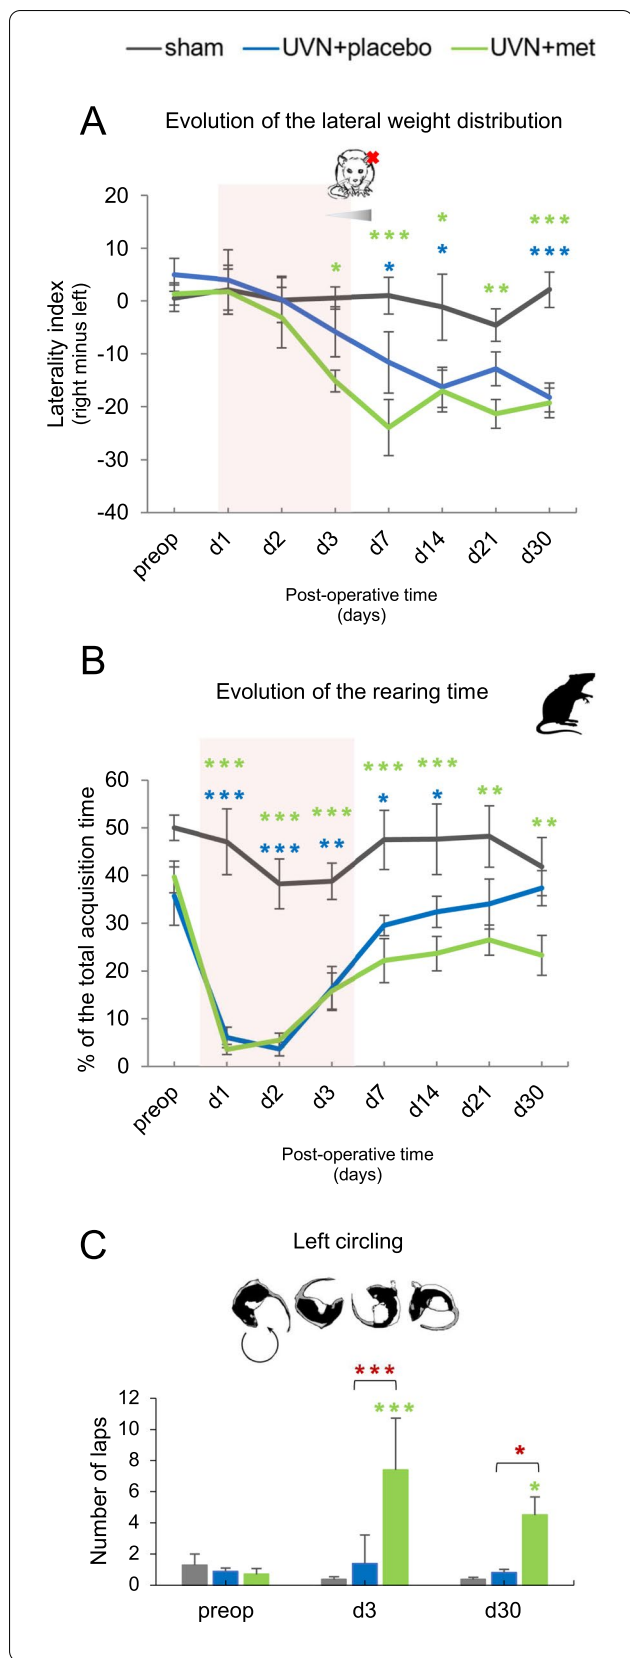 sham UVN+placebo UVN+met
A Evolution of the lateral weight distribution
20
10
0
-10
-20
-30
-40
Laterality index
(right minus left)
* *** * ***
* * ** ***
preop d1 d2 d3 d7 d14 d21 d30
Post-operative time
(days)
B
Evolution of the rearing time
60
50
40
30
20
10
0
% of the total acquisition time
*** *** *** *** *** ** **
*** *** ** * *
preop d1 d2 d3 d7 d14 d21 d30
Post-operative time
(days)
C Left circling
12
10
8
6
4
2
0
Number of laps
*** *
*** *
preop d3 d30